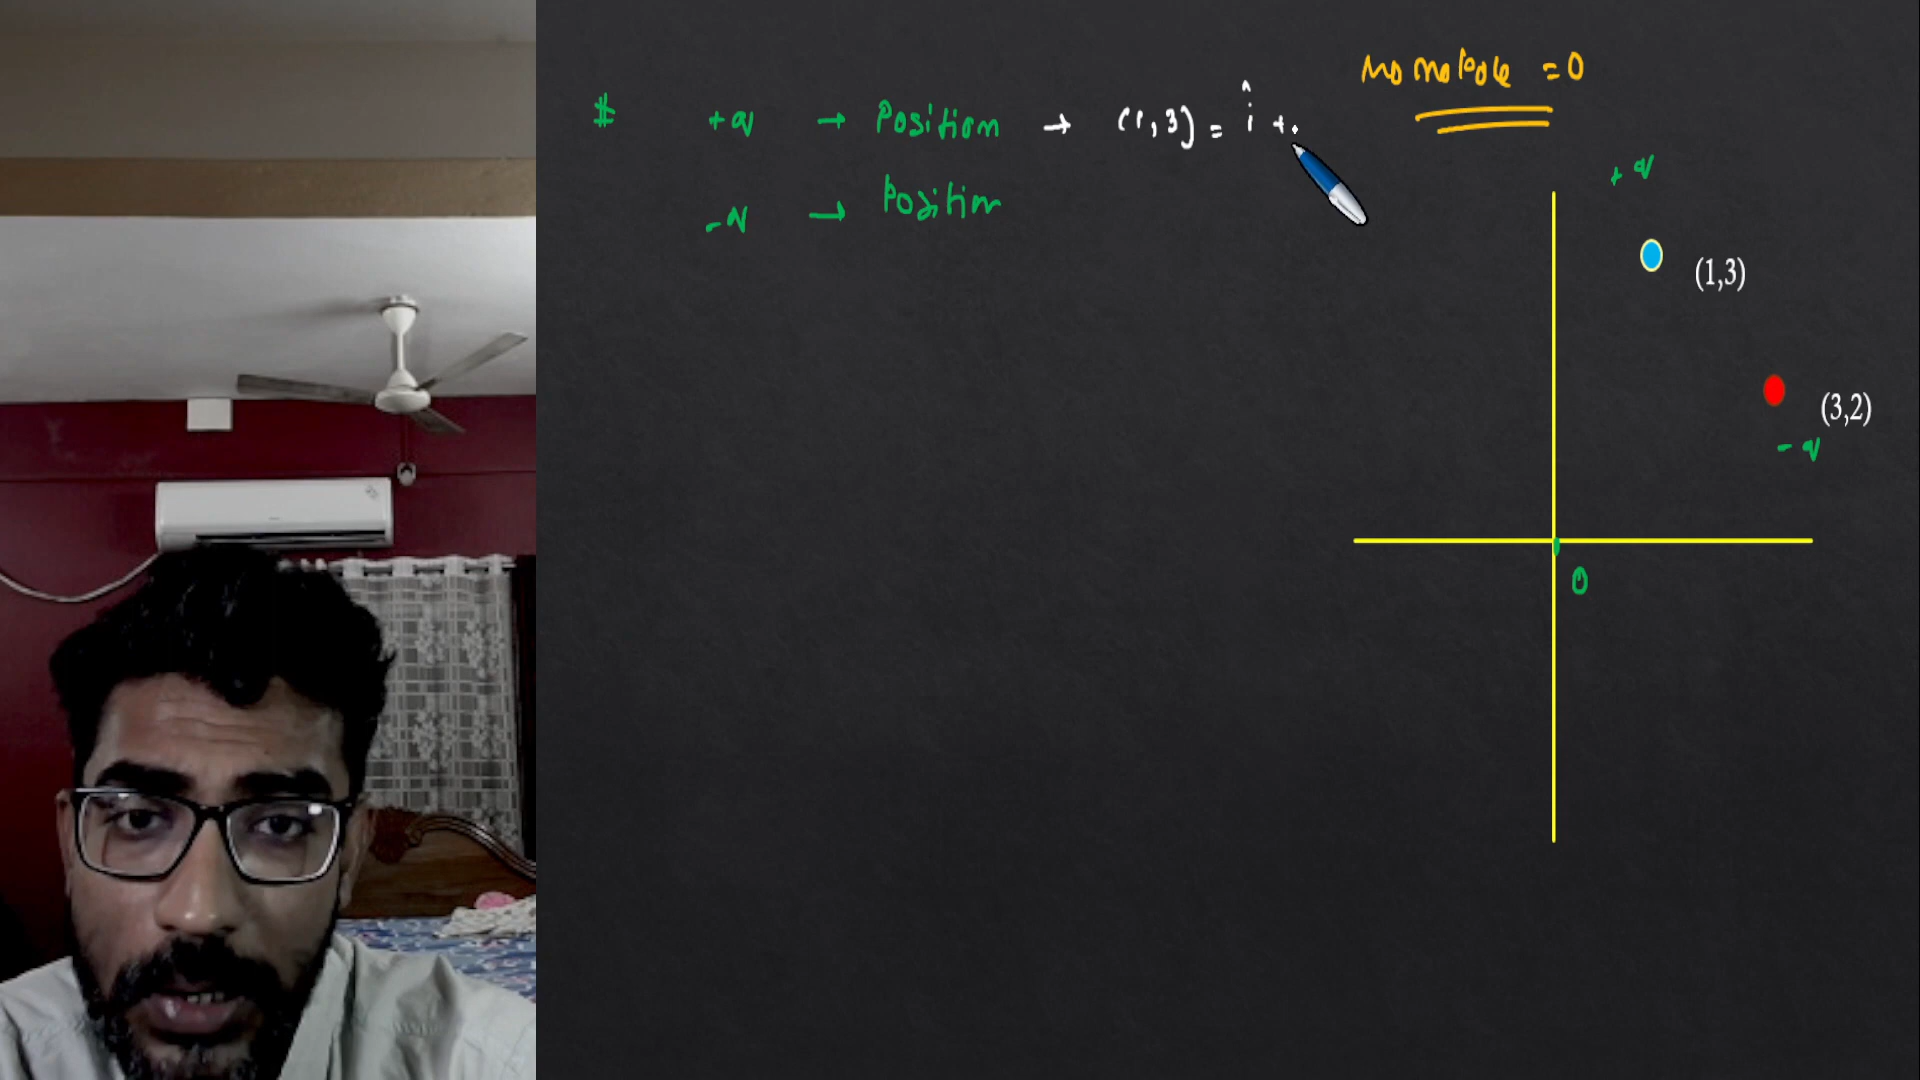 Monopole = 0
# +q → Position → (1,3) = î +
-q → Position
+q
(1,3)
(3,2)
-q
0